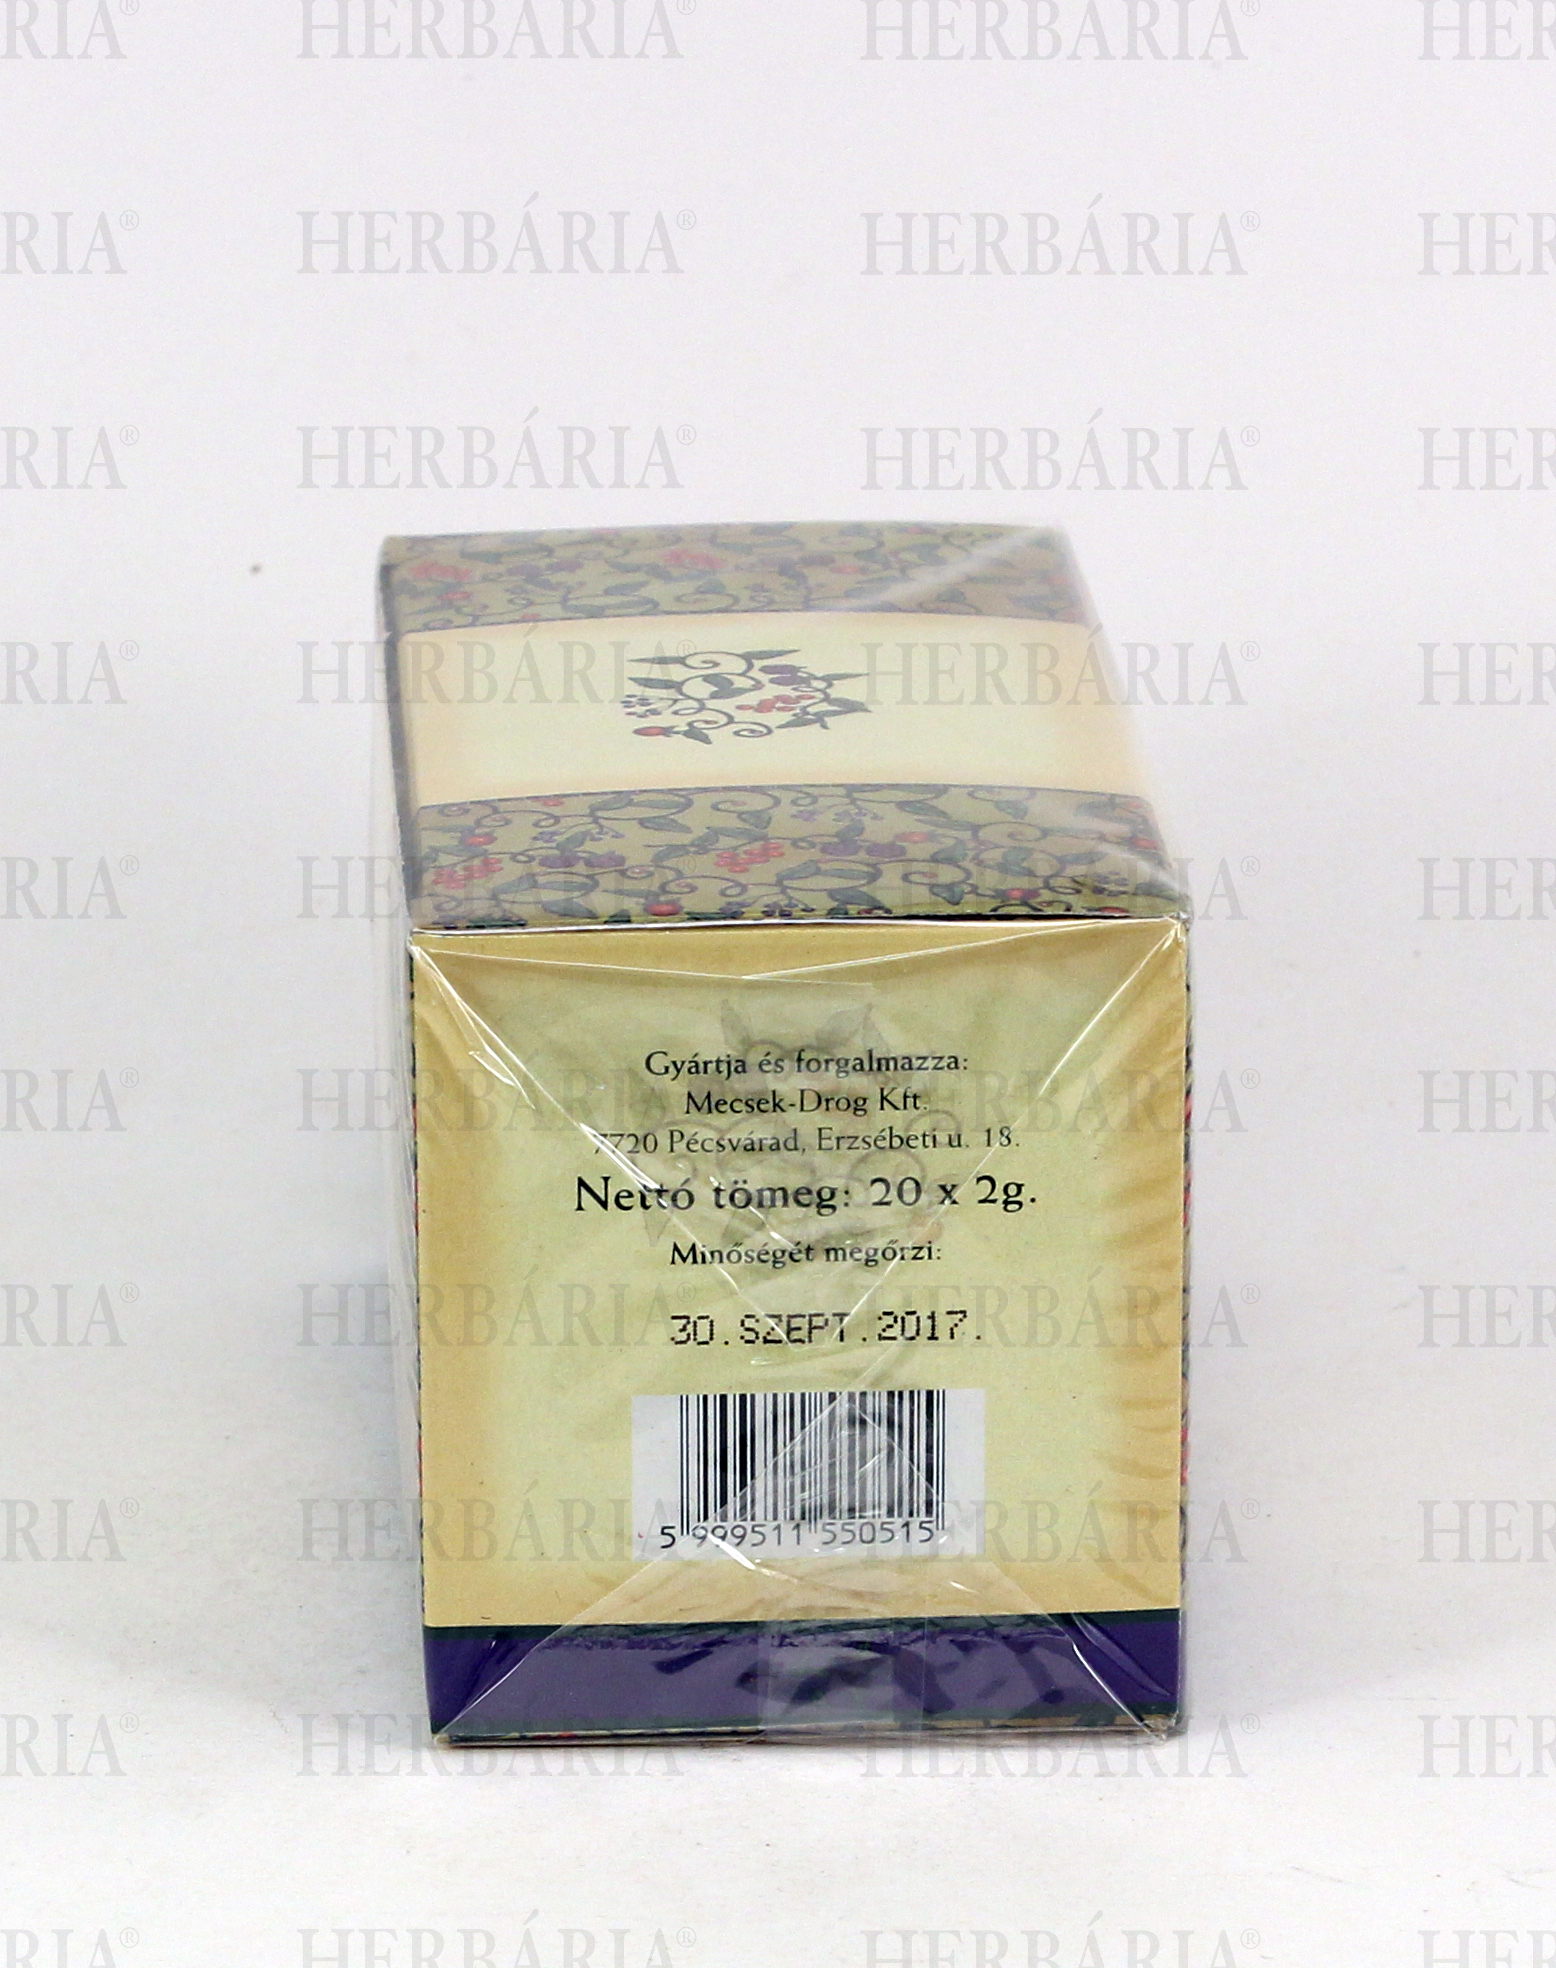 HERBÁRIA®
Gyártja és forgalmazza:
Mecsek-Drog Kft.
7720 Pécsvárad, Erzsébeti u. 18.
Nettó tömeg: 20 x 2g.
Minőségét megőrzi:
30.SZEPT.2017.
5 999511 550515